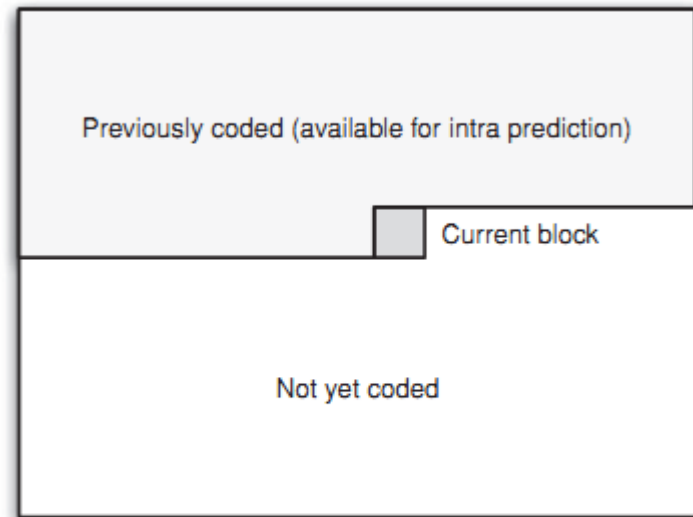 Previously coded (available for intra prediction)
Current block
Not yet coded